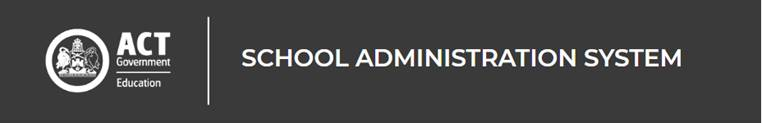 ACT
Government
Education
SCHOOL ADMINISTRATION SYSTEM